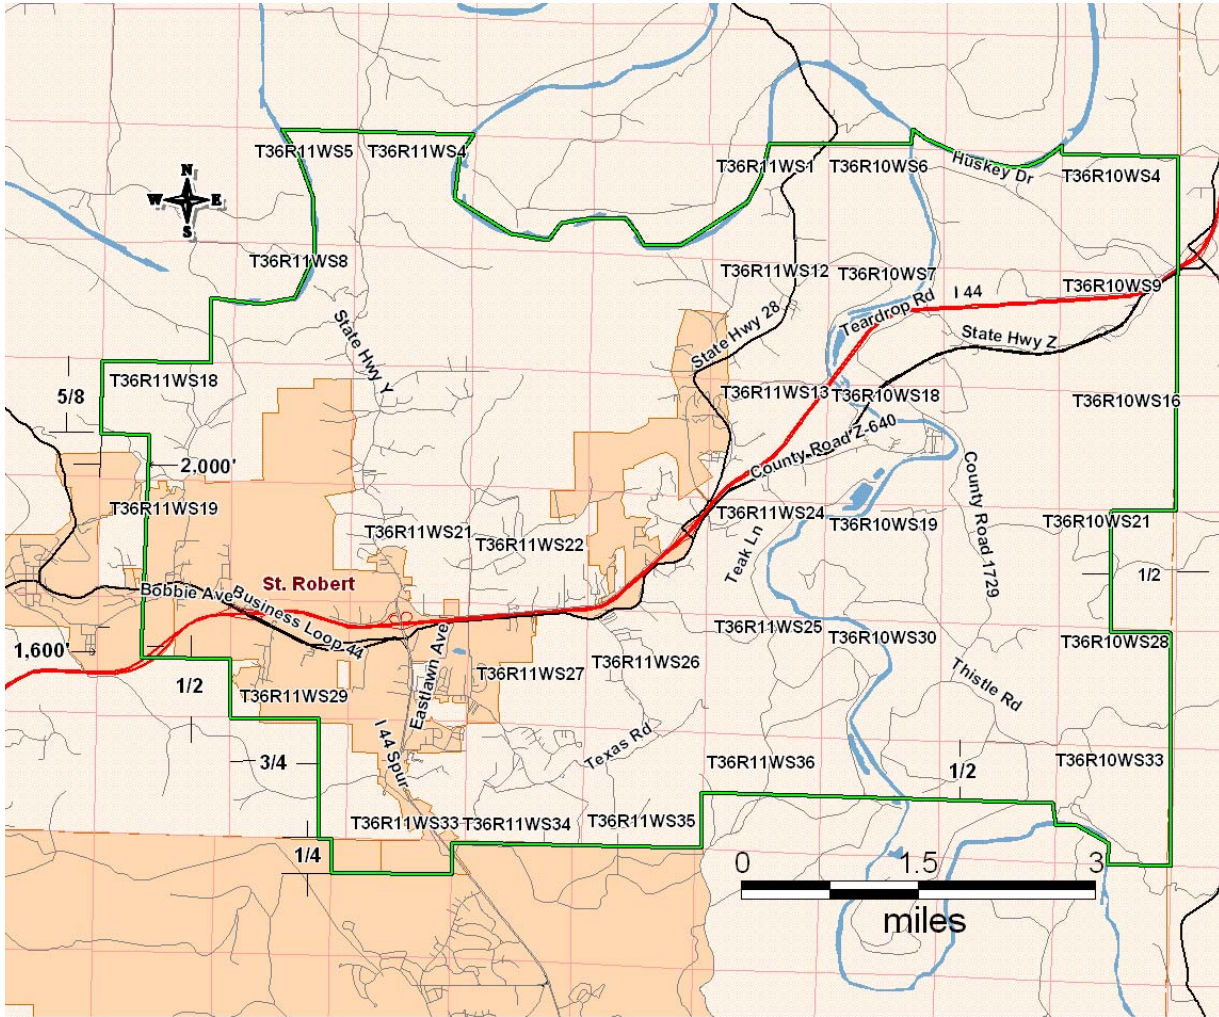 T36R11WS5
T36R11WS4
T36R11WS1
T36R10WS6
Huskey Dr
T36R10WS4
N
W
E
S
T36R11WS8
T36R11WS12
T36R10WS7
T36R10WS9
I 44
Teardrop Rd
State Hwy Z
State Hwy Y
State Hwy 28
T36R11WS18
5/8
T36R11WS13
T36R10WS18
T36R10WS16
County Road Z-640
2,000'
T36R11WS19
T36R11WS21
T36R11WS22
T36R11WS24
T36R10WS19
County Road 1729
T36R10WS21
Teak Ln
1/2
St. Robert
Bobbie Ave
Business Loop 44
T36R11WS25
T36R10WS30
T36R10WS28
1,600'
1/2
T36R11WS29
Eastlawn Ave
T36R11WS27
T36R11WS26
Thistle Rd
I 44 Spur
Texas Rd
3/4
T36R11WS36
1/2
T36R10WS33
T36R11WS33
T36R11WS34
T36R11WS35
1/4
0
1.5
3
miles